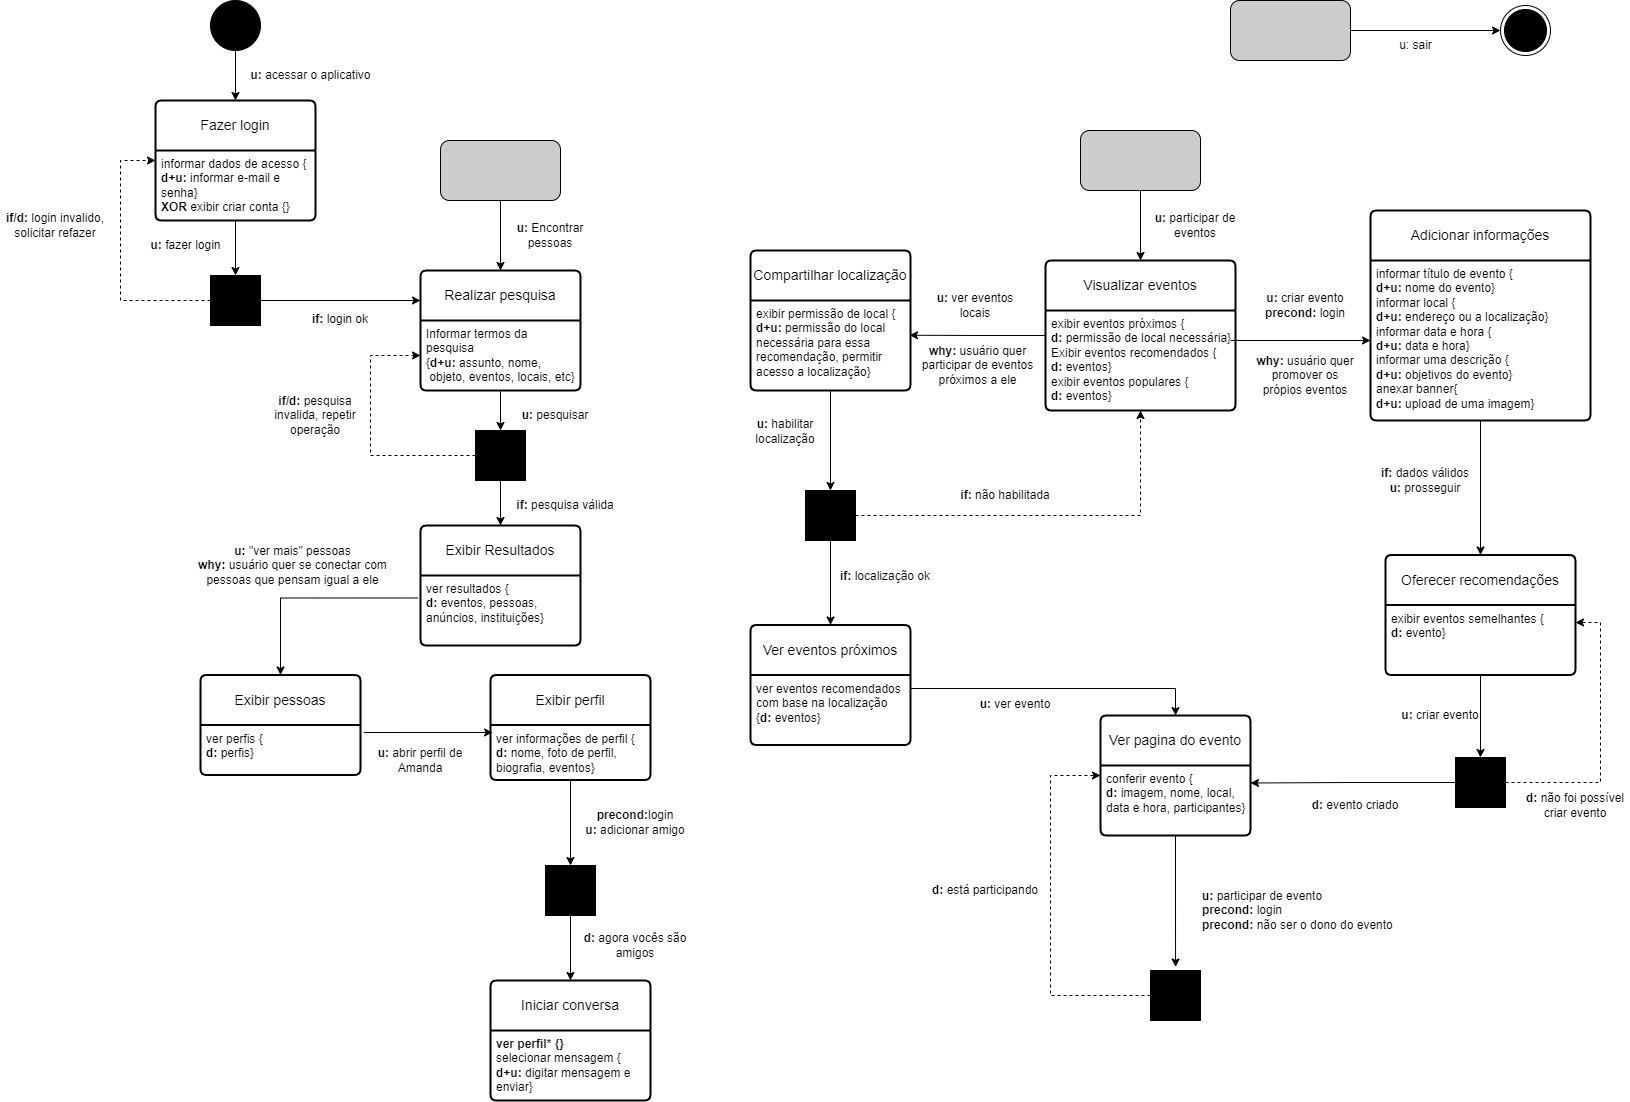 u: acessar o aplicativo
Fazer login
informar dados de acesso {
d+u: informar e-mail e
senha}
XOR exibir criar conta {}
if/d: login invalido,
solicitar refazer
u: fazer login
if: login ok
u: Encontrar
pessoas
Realizar pesquisa
Informar termos da
pesquisa
{d+u: assunto, nome,
objeto, eventos, locais, etc}
if/d: pesquisa
invalida, repetir
operação
u: pesquisar
if: pesquisa válida
Exibir Resultados
ver resultados {
d: eventos, pessoas,
anúncios, instituições}
u: "ver mais" pessoas
why: usuário quer se conectar com
pessoas que pensam igual a ele
Exibir pessoas
ver perfis {
d: perfis}
u: abrir perfil de
Amanda
Exibir perfil
ver informações de perfil {
d: nome, foto de perfil,
biografia, eventos}
precond:login
u: adicionar amigo
d: agora vocês são
amigos
Iniciar conversa
ver perfil* {}
selecionar mensagem {
d+u: digitar mensagem e
enviar}
u: sair
u: participar de
eventos
Visualizar eventos
exibir eventos próximos {
d: permissão de local necessária}
Exibir eventos recomendados {
d: eventos}
exibir eventos populares {
d: eventos}
u: ver eventos
locais
why: usuário quer
participar de eventos
próximos a ele
Compartilhar localização
exibir permissão de local {
d+u: permissão do local
necessária para essa
recomendação, permitir
acesso a localização}
u: habilitar
localização
if: não habilitada
if: localização ok
Ver eventos próximos
ver eventos recomendados
com base na localização
{d: eventos}
u: ver evento
u: criar evento
precond: login
why: usuário quer
promover os
própios eventos
Adicionar informações
informar título de evento {
d+u: nome do evento}
informar local {
d+u: endereço ou a localização}
informar data e hora {
d+u: data e hora}
informar uma descrição {
d+u: objetivos do evento}
anexar banner{
d+u: upload de uma imagem}
if: dados válidos
u: prosseguir
Oferecer recomendações
exibir eventos semelhantes {
d: evento}
u: criar evento
d: não foi possível
criar evento
d: evento criado
Ver pagina do evento
conferir evento {
d: imagem, nome, local,
data e hora, participantes}
d: está participando
u: participar de evento
precond: login
precond: não ser o dono do evento